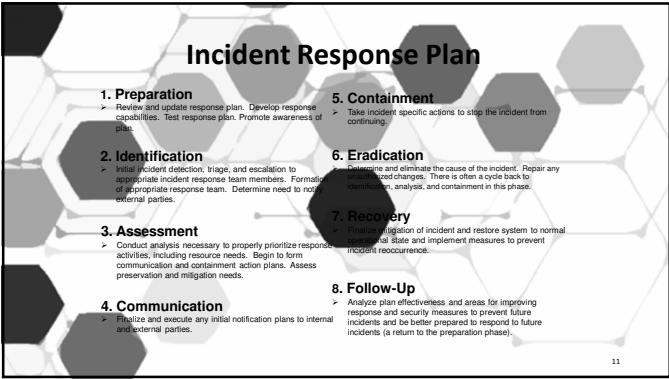 Incident Response Plan
1. Preparation
➢ Review and update response plan. Develop response
capabilities. Test response plan. Promote awareness of
plan.
2. Identification
➢ Initial incident detection, triage, and escalation to
appropriate incident response team members. Formation
of appropriate response team. Determine need to notify
external parties.
3. Assessment
➢ Conduct analysis necessary to properly prioritize response
activities, including resource needs. Begin to form
communication and containment action plans. Assess
preservation and mitigation needs.
4. Communication
➢ Finalize and execute any initial notification plans to internal
and external parties.
5. Containment
➢ Take incident specific actions to stop the incident from
continuing.
6. Eradication
➢ Determine and eliminate the cause of the incident. Repair any
unauthorized changes. There is often a cycle back to
identification, analysis, and containment in this phase.
7. Recovery
➢ Finalize mitigation of incident and restore system to normal
operational state and implement measures to prevent
incident reoccurrence.
8. Follow-Up
➢ Analyze plan effectiveness and areas for improving
response and security measures to prevent future
incidents and be better prepared to respond to future
incidents (a return to the preparation phase).
11